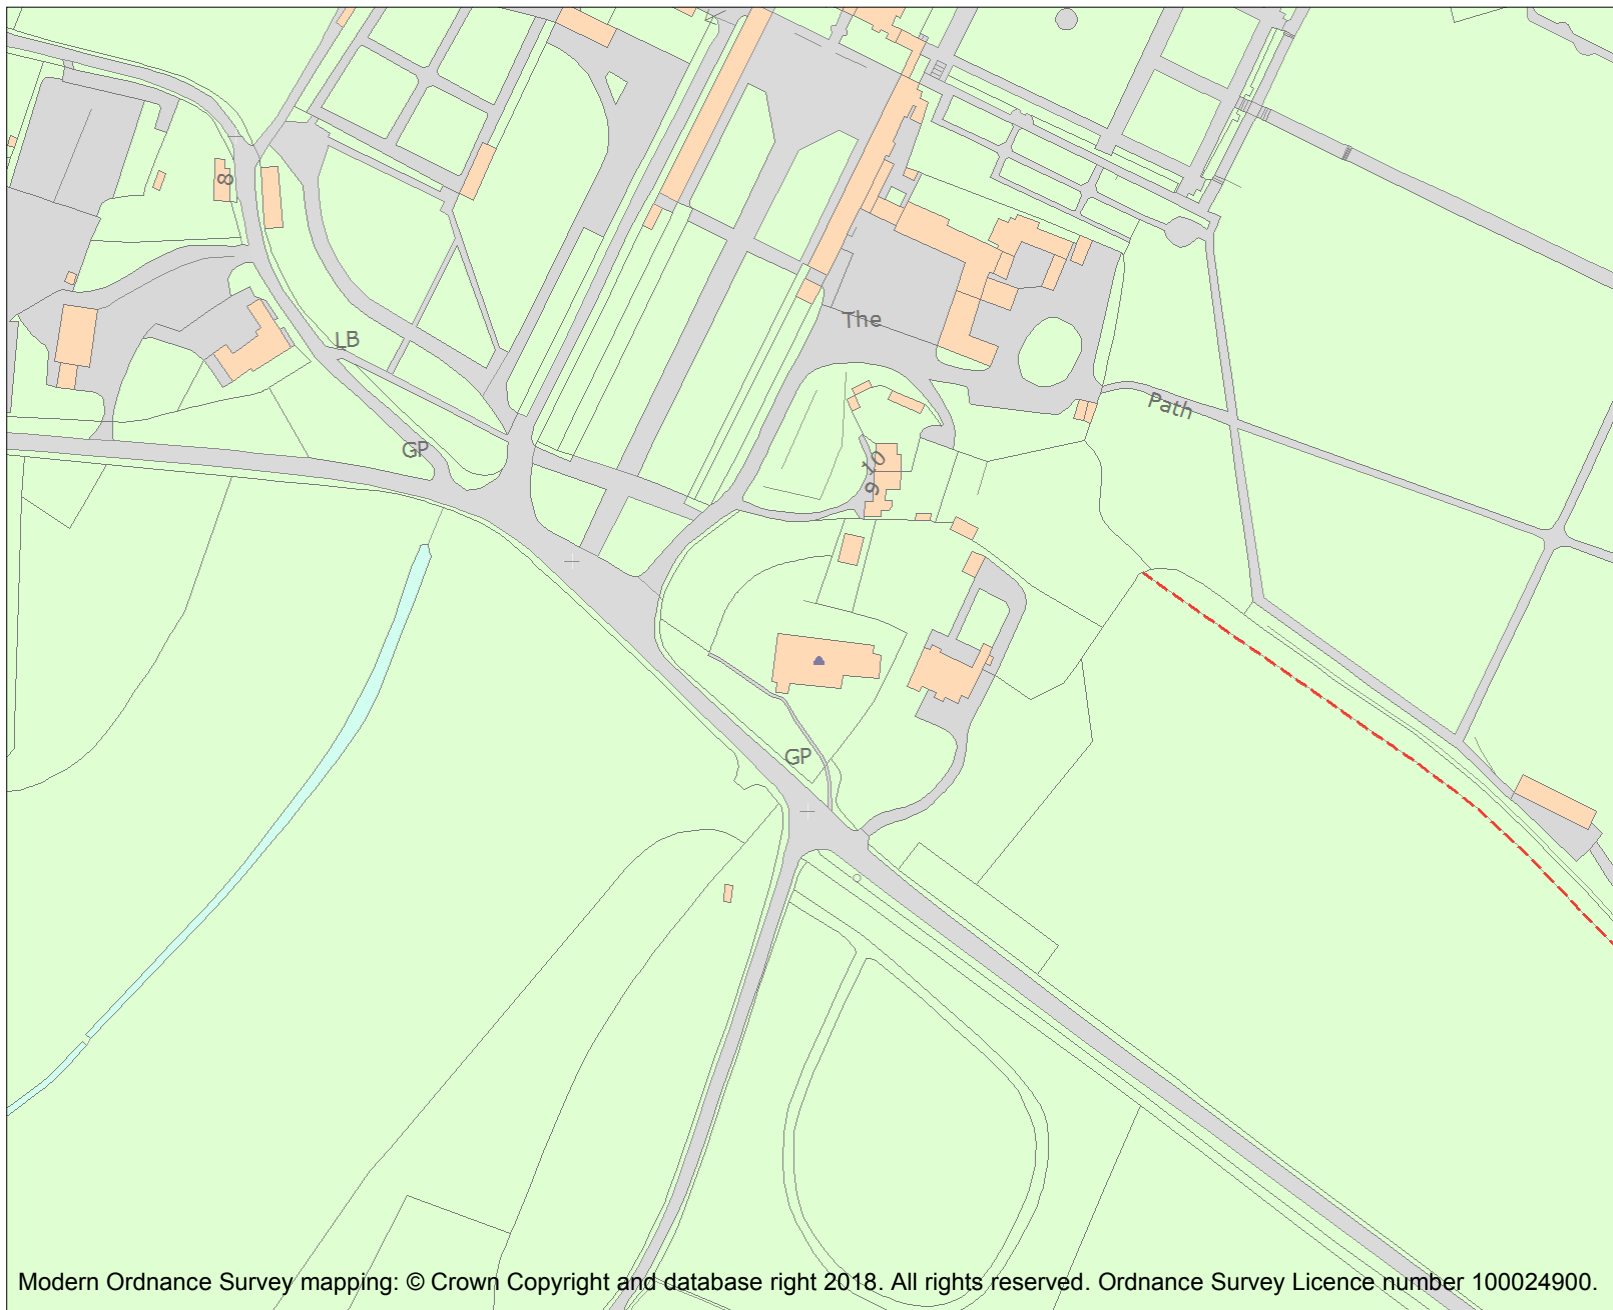 8
LB
The
Path
GP
10
9
GP
Modern Ordnance Survey mapping: © Crown Copyright and database right 2018. All rights reserved. Ordnance Survey Licence number 100024900.